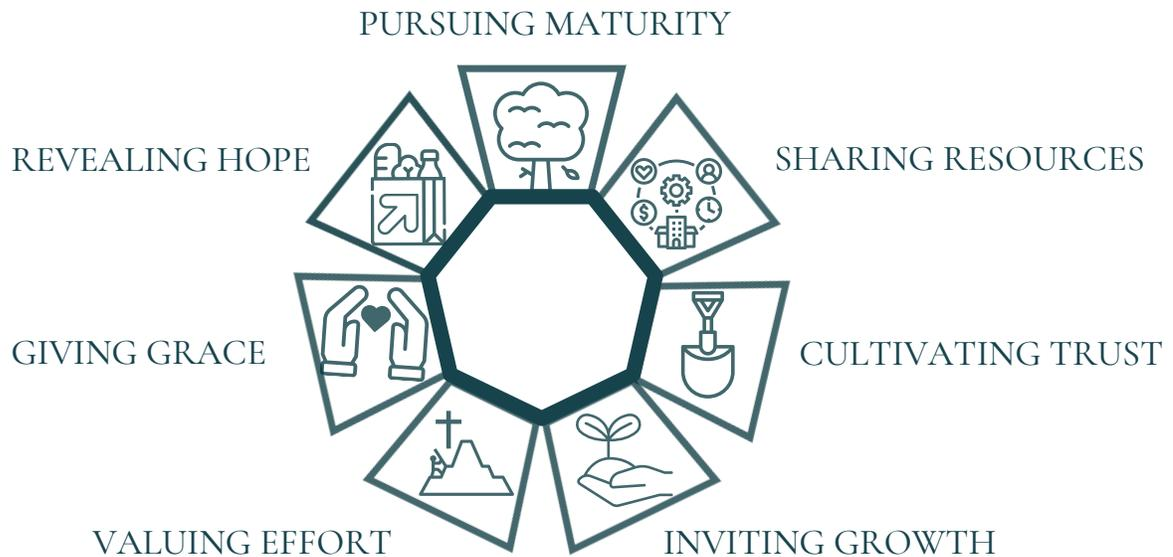 PURSUING MATURITY
REVEALING HOPE
SHARING RESOURCES
$
GIVING GRACE
CULTIVATING TRUST
VALUING EFFORT
INVITING GROWTH